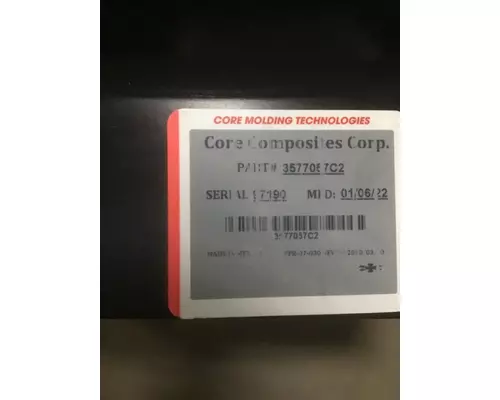 CORE MOLDING TECHNOLOGIES
Core Composites Corp.
PART# 3577057C2
SERIAL 17190 MFD: 01/06/22
3577057C2